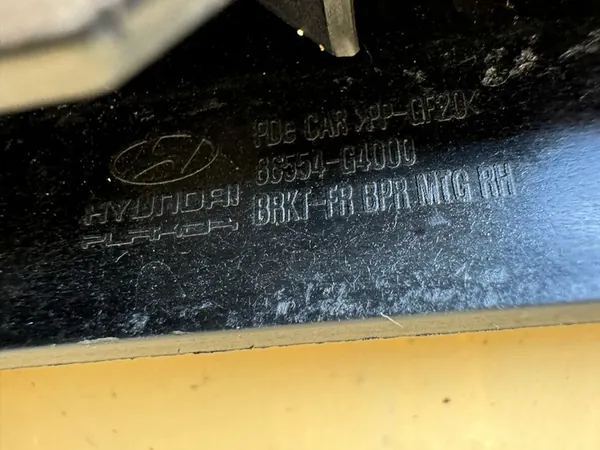 PDe CAR >PP-GF20<
86554-G4000
HYUNDAI BRKT-FR BPR MTG RH